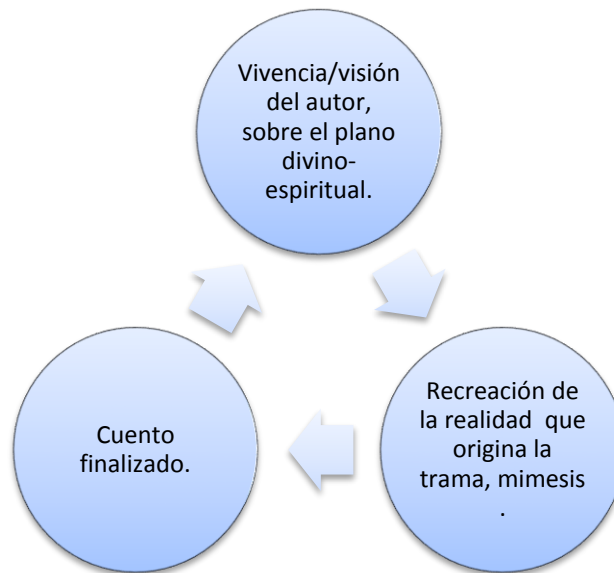 Vivencia/visión
del autor,
sobre el plano
divino-
espiritual.
Recreación de
la realidad que
origina la
trama, mimesis
.
Cuento
finalizado.